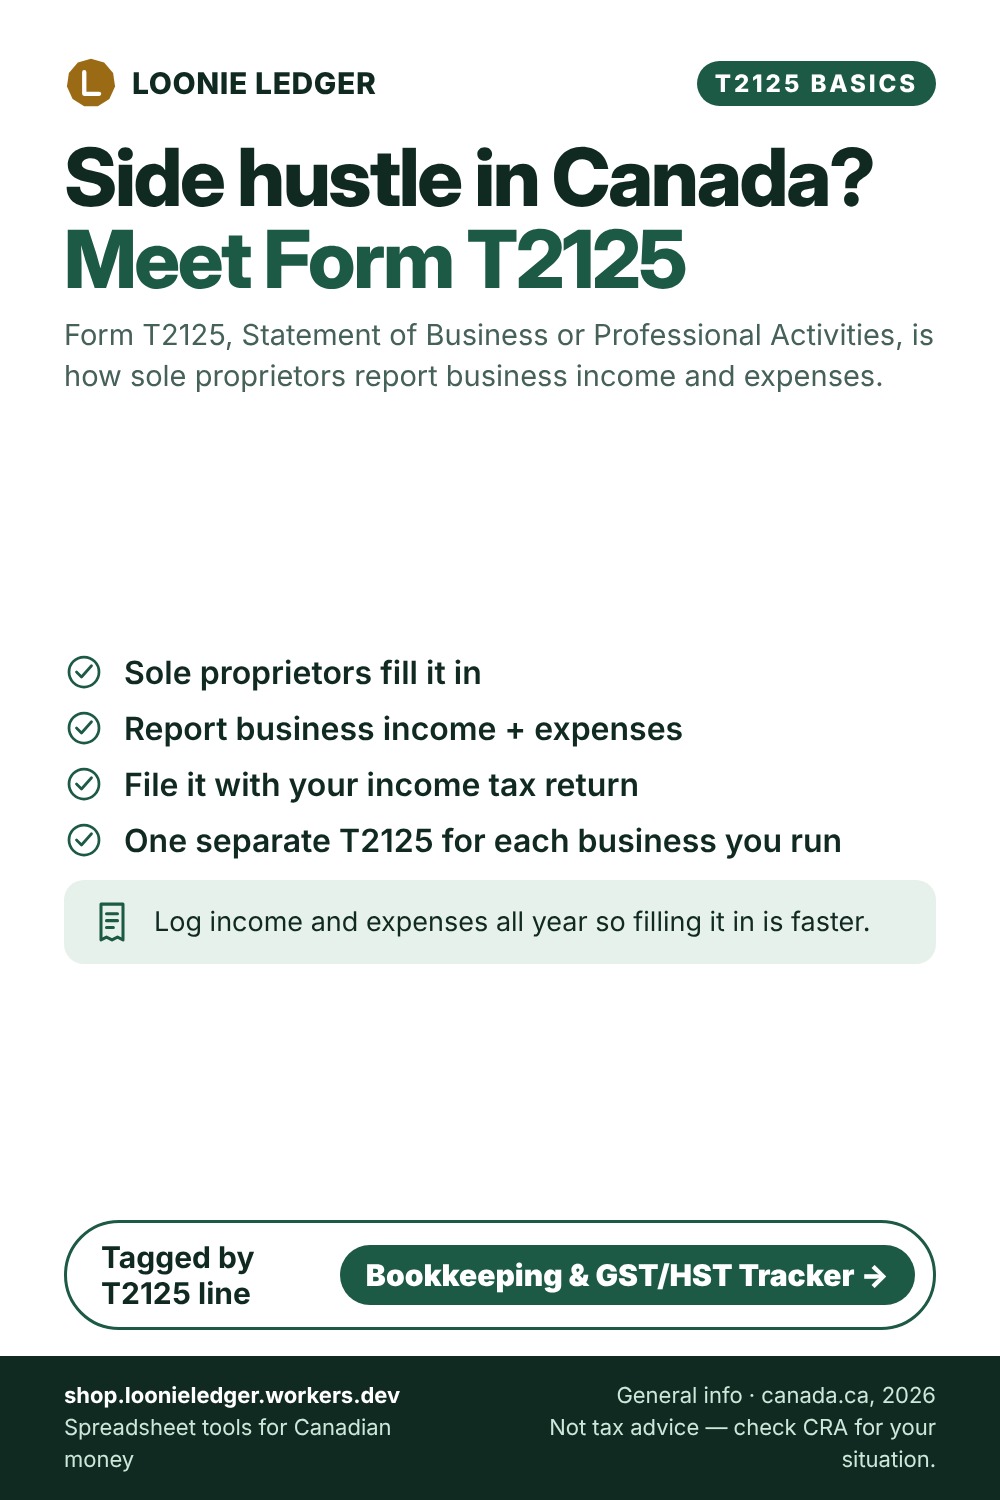 L LOONIE LEDGER
T2125 BASICS
Side hustle in Canada?
Meet Form T2125
Form T2125, Statement of Business or Professional Activities, is
how sole proprietors report business income and expenses.
Sole proprietors fill it in
Report business income + expenses
File it with your income tax return
One separate T2125 for each business you run
Log income and expenses all year so filling it in is faster.
Tagged by
T2125 line
Bookkeeping & GST/HST Tracker →
shop.loonieledger.workers.dev
Spreadsheet tools for Canadian
money
General info · canada.ca, 2026
Not tax advice — check CRA for your
situation.